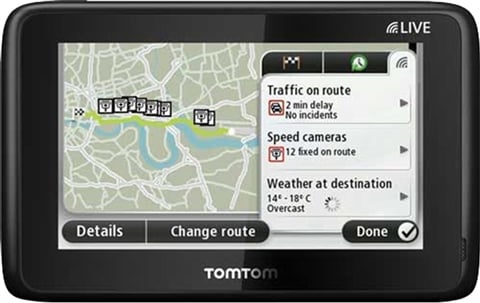 LIVE
Traffic on route
2 min delay
No incidents
Speed cameras
12 fixed on route
Weather at destination
14° - 18° C
Overcast
Details
Change route
Done
TOMTOM